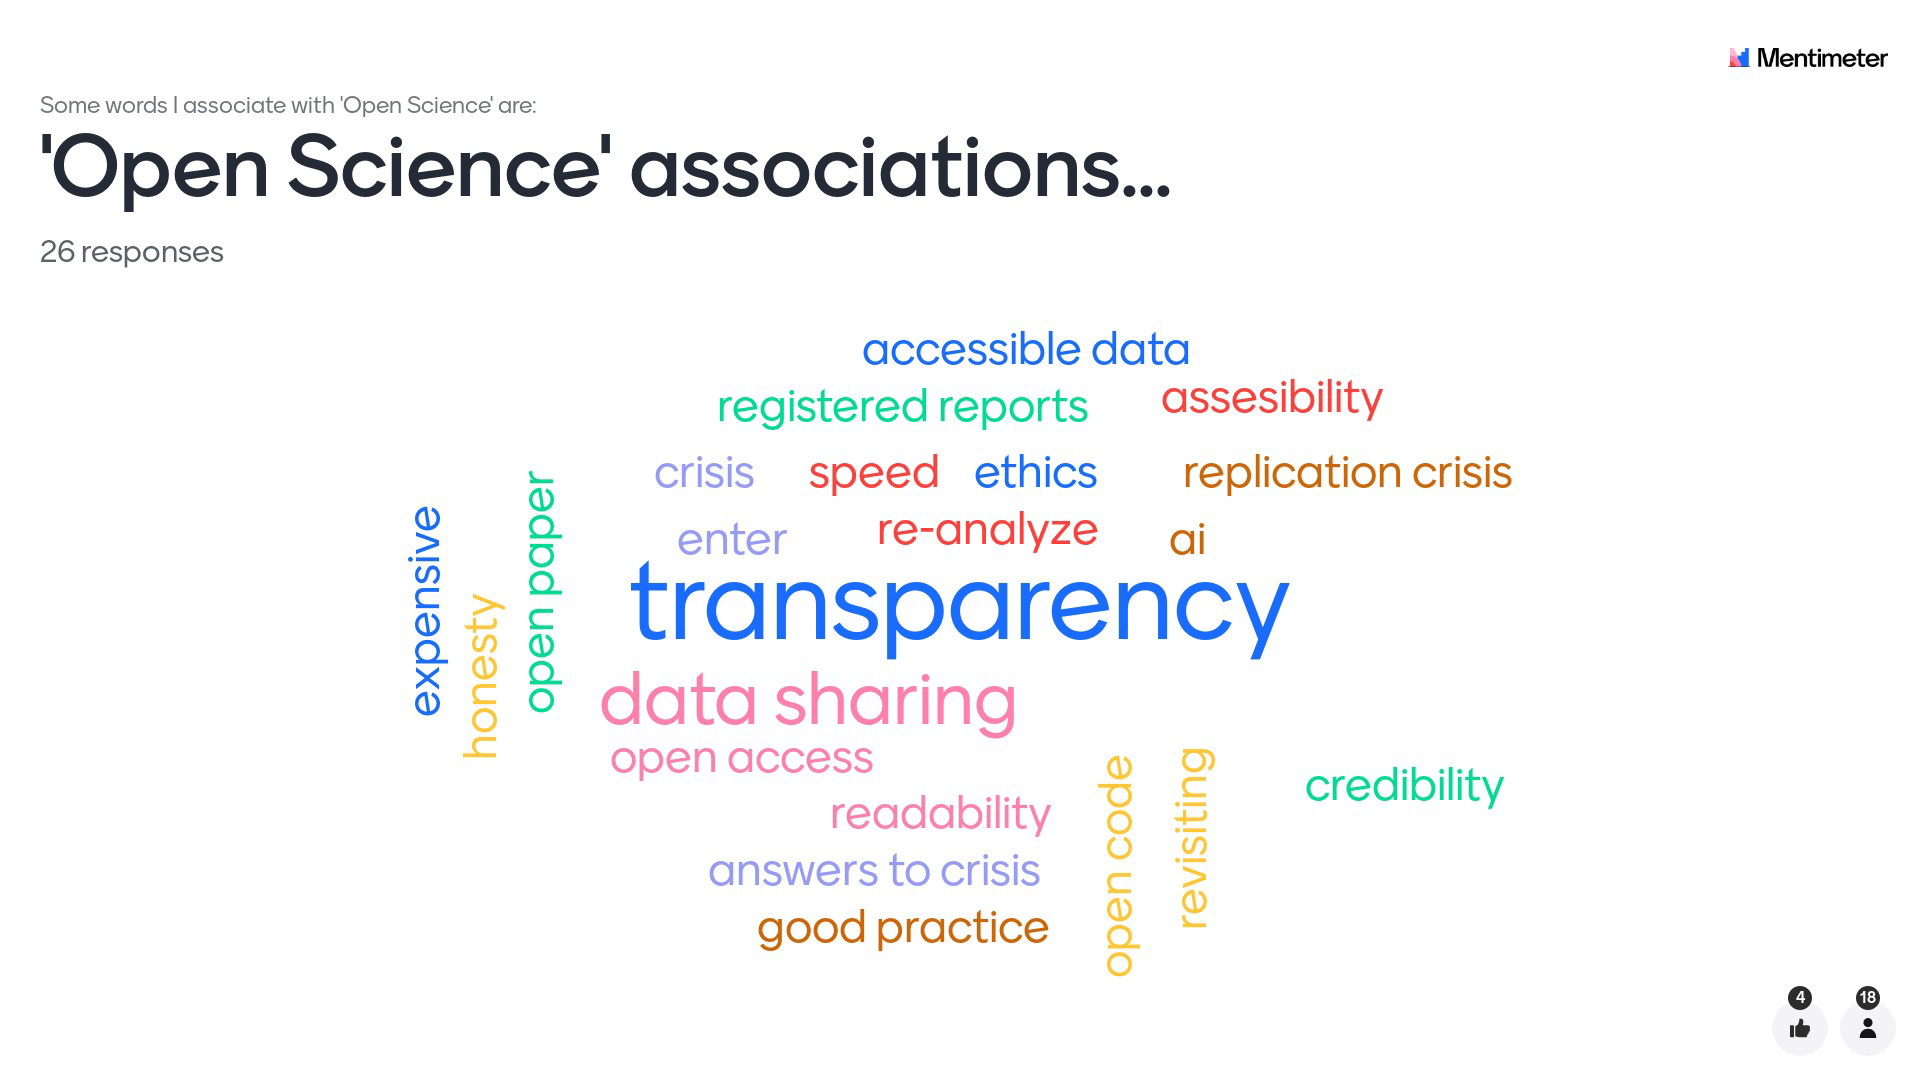 Mentimeter
Some words I associate with 'Open Science' are:
'Open Science' associations...
26 responses
accessible data
registered reports
assesibility
crisis
speed
ethics
replication crisis
enter
re-analyze
ai
expensive
honesty
open paper
transparency
data sharing
open access
readability
answers to crisis
good practice
open code
revisiting
credibility
4
18